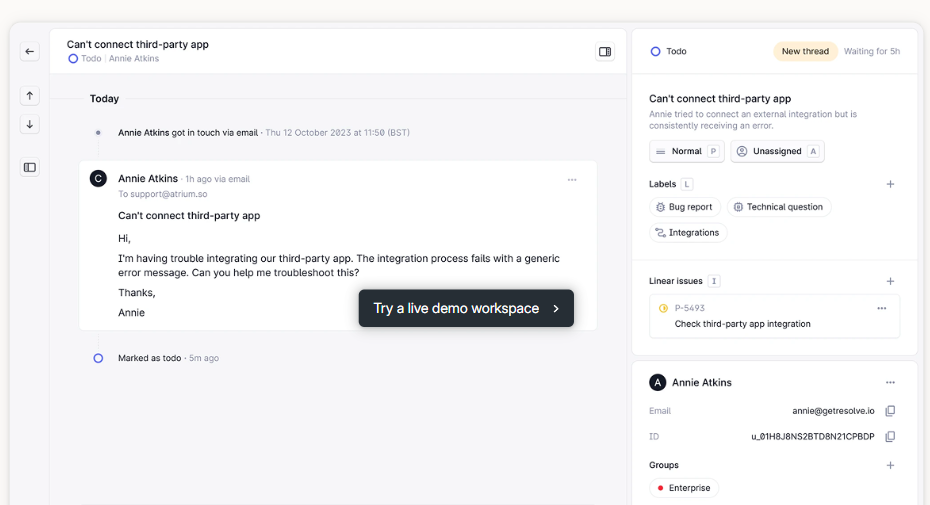 Can't connect third-party app
Todo Annie Atkins
Today
Annie Atkins got in touch via email · Thu 12 October 2023 at 11:50 (BST)
C
Annie Atkins · 1h ago via email
To support@atrium.so
Can't connect third-party app
Hi,
I'm having trouble integrating our third-party app. The integration process fails with a generic
error message. Can you help me troubleshoot this?
Thanks,
Annie
Try a live demo workspace
Marked as todo · 5m ago
Todo New thread Waiting for 5h
Can't connect third-party app
Annie tried to connect an external integration but is
consistently receiving an error.
Normal P Unassigned A
Labels L
Bug report Technical question
Integrations
Linear issues I
P-5493
Check third-party app integration
A Annie Atkins
Email annie@getresolve.io
ID u_01H8J8NS2BTD8N21CPBDP
Groups
Enterprise